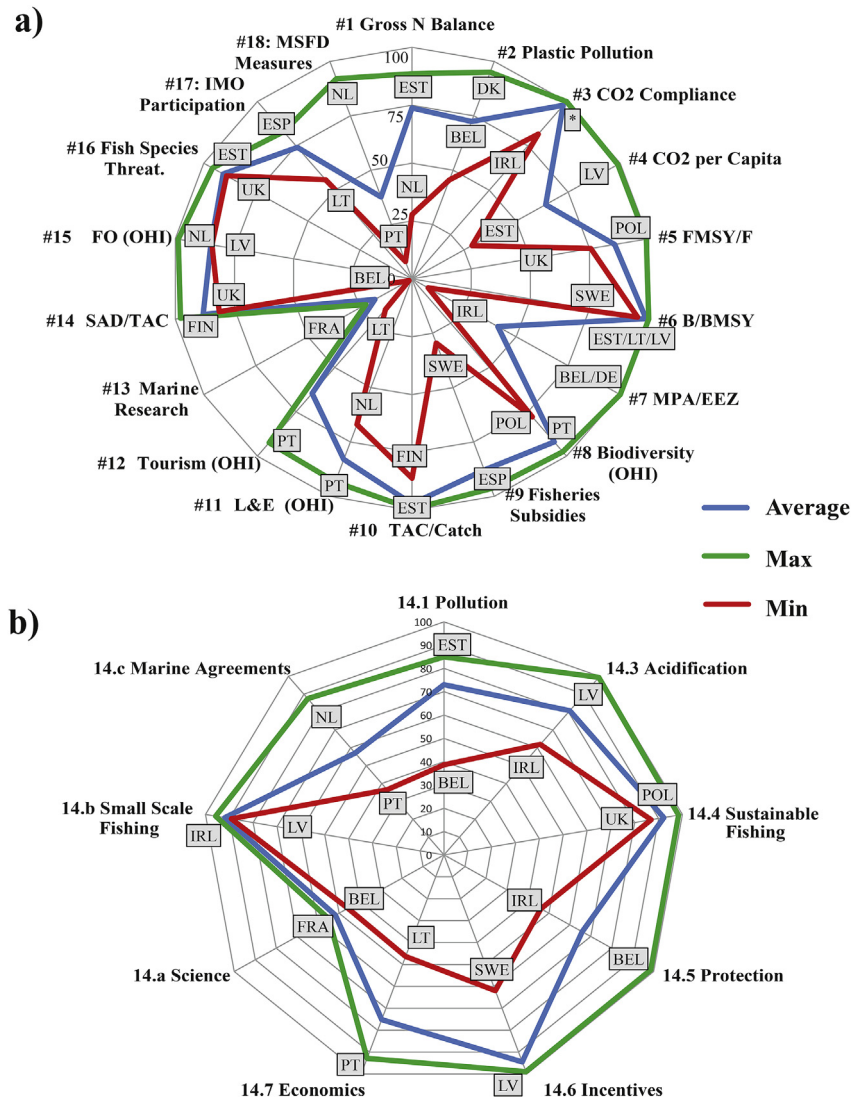 a)
#1 Gross N Balance
#18: MSFD
Measures
#2 Plastic Pollution
#17: IMO
Participation
#3 CO2 Compliance
#16 Fish Species
Threat.
#4 CO2 per Capita
#15 FO (OHI)
#5 FMSY/F
#14 SAD/TAC
#6 B/BMSY
#13 Marine
Research
#7 MPA/EEZ
#12 Tourism (OHI)
#8 Biodiversity
(OHI)
#11 L&E (OHI)
#9 Fisheries
Subsidies
#10 TAC/Catch
100
75
50
25
0
NL
EST
DK
ESP
*
BEL
EST
IRL
LV
UK
LT
NL
EST
POL
NL
LV
PT
UK
BEL
SWE
UK
IRL
FIN
FRA
LT
EST/LT/LV
SWE
BEL/DE
NL
POL
PT
PT
FIN
PT
ESP
EST
Average
Max
Min
b)
14.1 Pollution
14.c Marine Agreements
14.3 Acidification
14.b Small Scale
Fishing
14.4 Sustainable
Fishing
14.a Science
14.5 Protection
14.7 Economics
14.6 Incentives
100
90
80
70
60
50
40
30
20
10
0
EST
LV
NL
IRL
POL
PT
BEL
UK
IRL
LV
BEL
IRL
FRA
LT
BEL
SWE
PT
LV